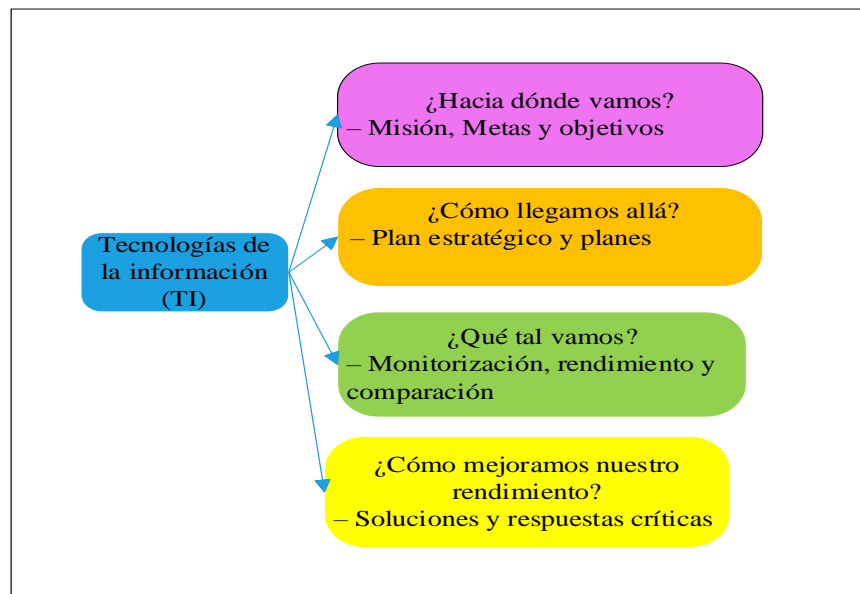 ¿Hacia dónde vamos?
– Misión, Metas y objetivos
¿Cómo llegamos allá?
– Plan estratégico y planes
Tecnologías de
la información
(TI)
¿Qué tal vamos?
– Monitorización, rendimiento y
comparación
¿Cómo mejoramos nuestro
rendimiento?
– Soluciones y respuestas críticas